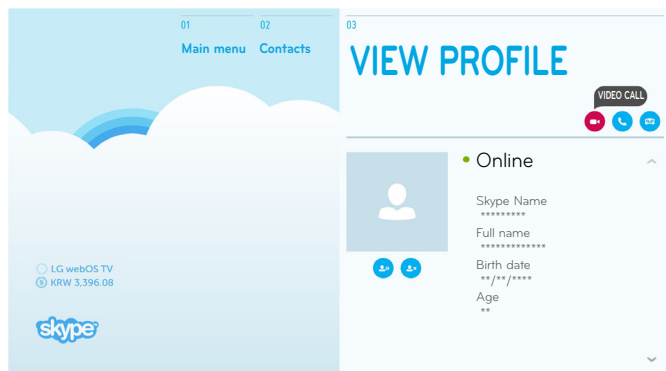 01
02
03
Main menu
Contacts
VIEW PROFILE
VIDEO CALL
Online
Skype Name
*********
Full name
*************
Birth date
**/**/****
Age
**
LG webOS TV
KRW 3,396.08
skype